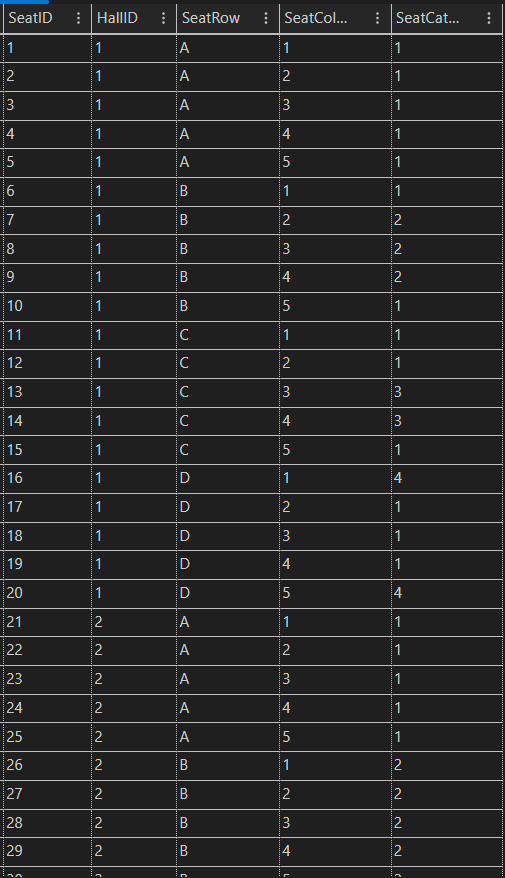 SeatID HallID SeatRow SeatCol... SeatCat...
1 1 A 1 1
2 1 A 2 1
3 1 A 3 1
4 1 A 4 1
5 1 A 5 1
6 1 B 1 1
7 1 B 2 2
8 1 B 3 2
9 1 B 4 2
10 1 B 5 1
11 1 C 1 1
12 1 C 2 1
13 1 C 3 3
14 1 C 4 3
15 1 C 5 1
16 1 D 1 4
17 1 D 2 1
18 1 D 3 1
19 1 D 4 1
20 1 D 5 4
21 2 A 1 1
22 2 A 2 1
23 2 A 3 1
24 2 A 4 1
25 2 A 5 1
26 2 B 1 2
27 2 B 2 2
28 2 B 3 2
29 2 B 4 2